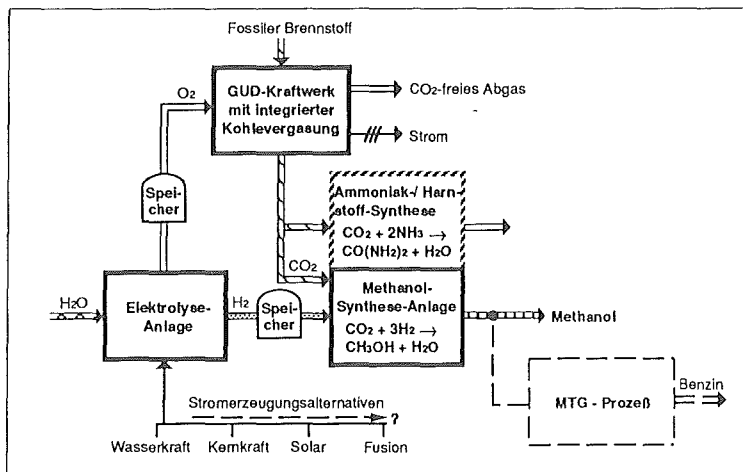 Fossiler Brennstoff
O₂
GUD-Kraftwerk
mit integrierter
Kohlevergasung
CO₂-freies Abgas
Strom
Spei-
cher
Ammoniak-/ Harn-
stoff-Synthese
CO₂ + 2NH₃ →
CO(NH₂)₂ + H₂O
CO₂
H₂O
Elektrolyse-
Anlage
H₂
Spei-
cher
Methanol-
Synthese-Anlage
CO₂ + 3H₂ →
CH₃OH + H₂O
Methanol
MTG - Prozeß
Benzin
Stromerzeugungsalternativen
?
Wasserkraft
Kernkraft
Solar
Fusion